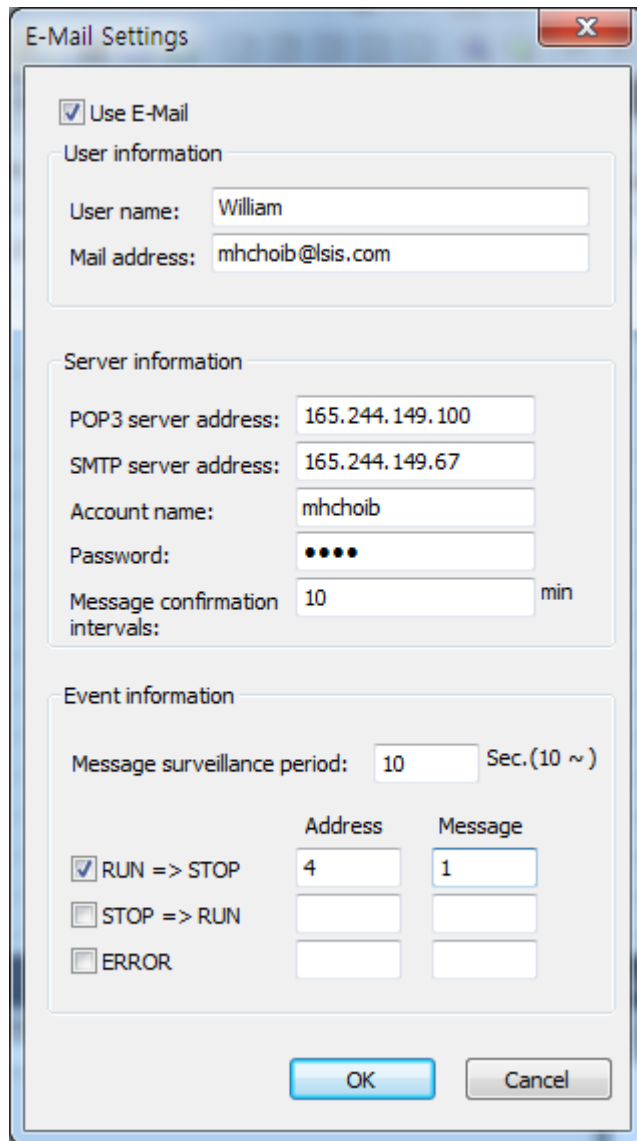 E-Mail Settings
Use E-Mail
User information
User name: William
Mail address: mhchoib@lsis.com
Server information
POP3 server address: 165.244.149.100
SMTP server address: 165.244.149.67
Account name: mhchoib
Password: ●●●●
Message confirmation intervals: 10 min
Event information
Message surveillance period: 10 Sec.(10 ~ )
Address Message
RUN => STOP 4 1
STOP => RUN
ERROR
OK Cancel